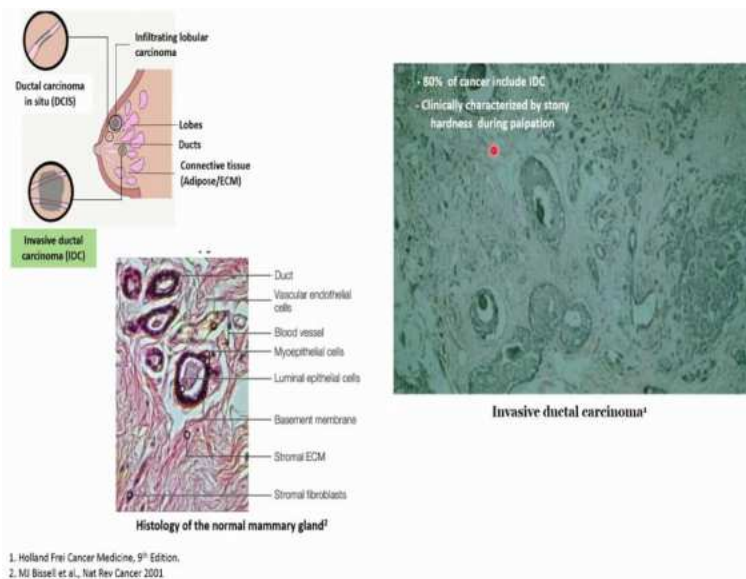 Infiltrating lobular
carcinoma
Ductal carcinoma
in situ (DCIS)
Lobes
Ducts
Connective tissue
(Adipose/ECM)
Invasive ductal
carcinoma (IDC)
Duct
Vascular endothelial
cells
Blood vessel
Myoepithelial cells
Luminal epithelial cells
Basement membrane
Stromal ECM
Stromal fibroblasts
Histology of the normal mammary gland²
• 80% of cancer include IDC
• Clinically characterized by stony
hardness during palpation
Invasive ductal carcinoma¹
1. Holland Frei Cancer Medicine, 9th Edition.
2. MJ Bissell et al., Nat Rev Cancer 2001